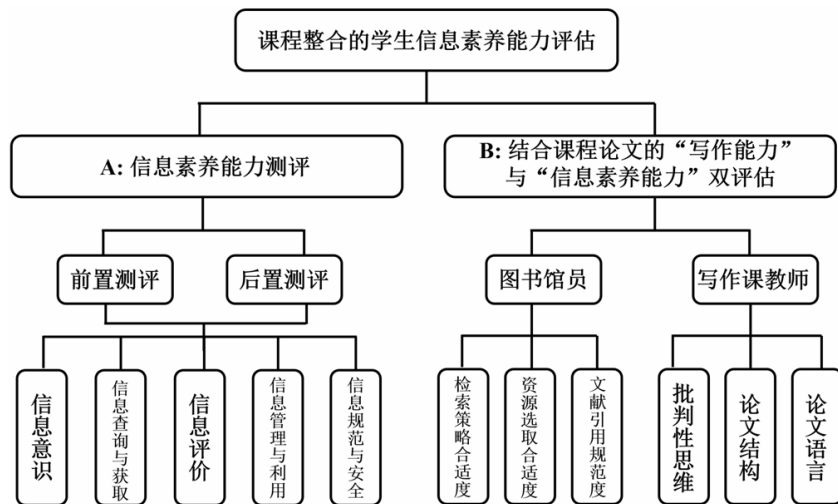 课程整合的学生信息素养能力评估
A: 信息素养能力测评
B: 结合课程论文的“写作能力”
与“信息素养能力”双评估
前置测评
后置测评
图书馆员
写作课教师
信息意识
信息查询与获取
信息评价
信息管理与利用
信息规范与安全
检索策略合适度
资源选取合适度
文献引用规范度
批判性思维
论文结构
论文语言